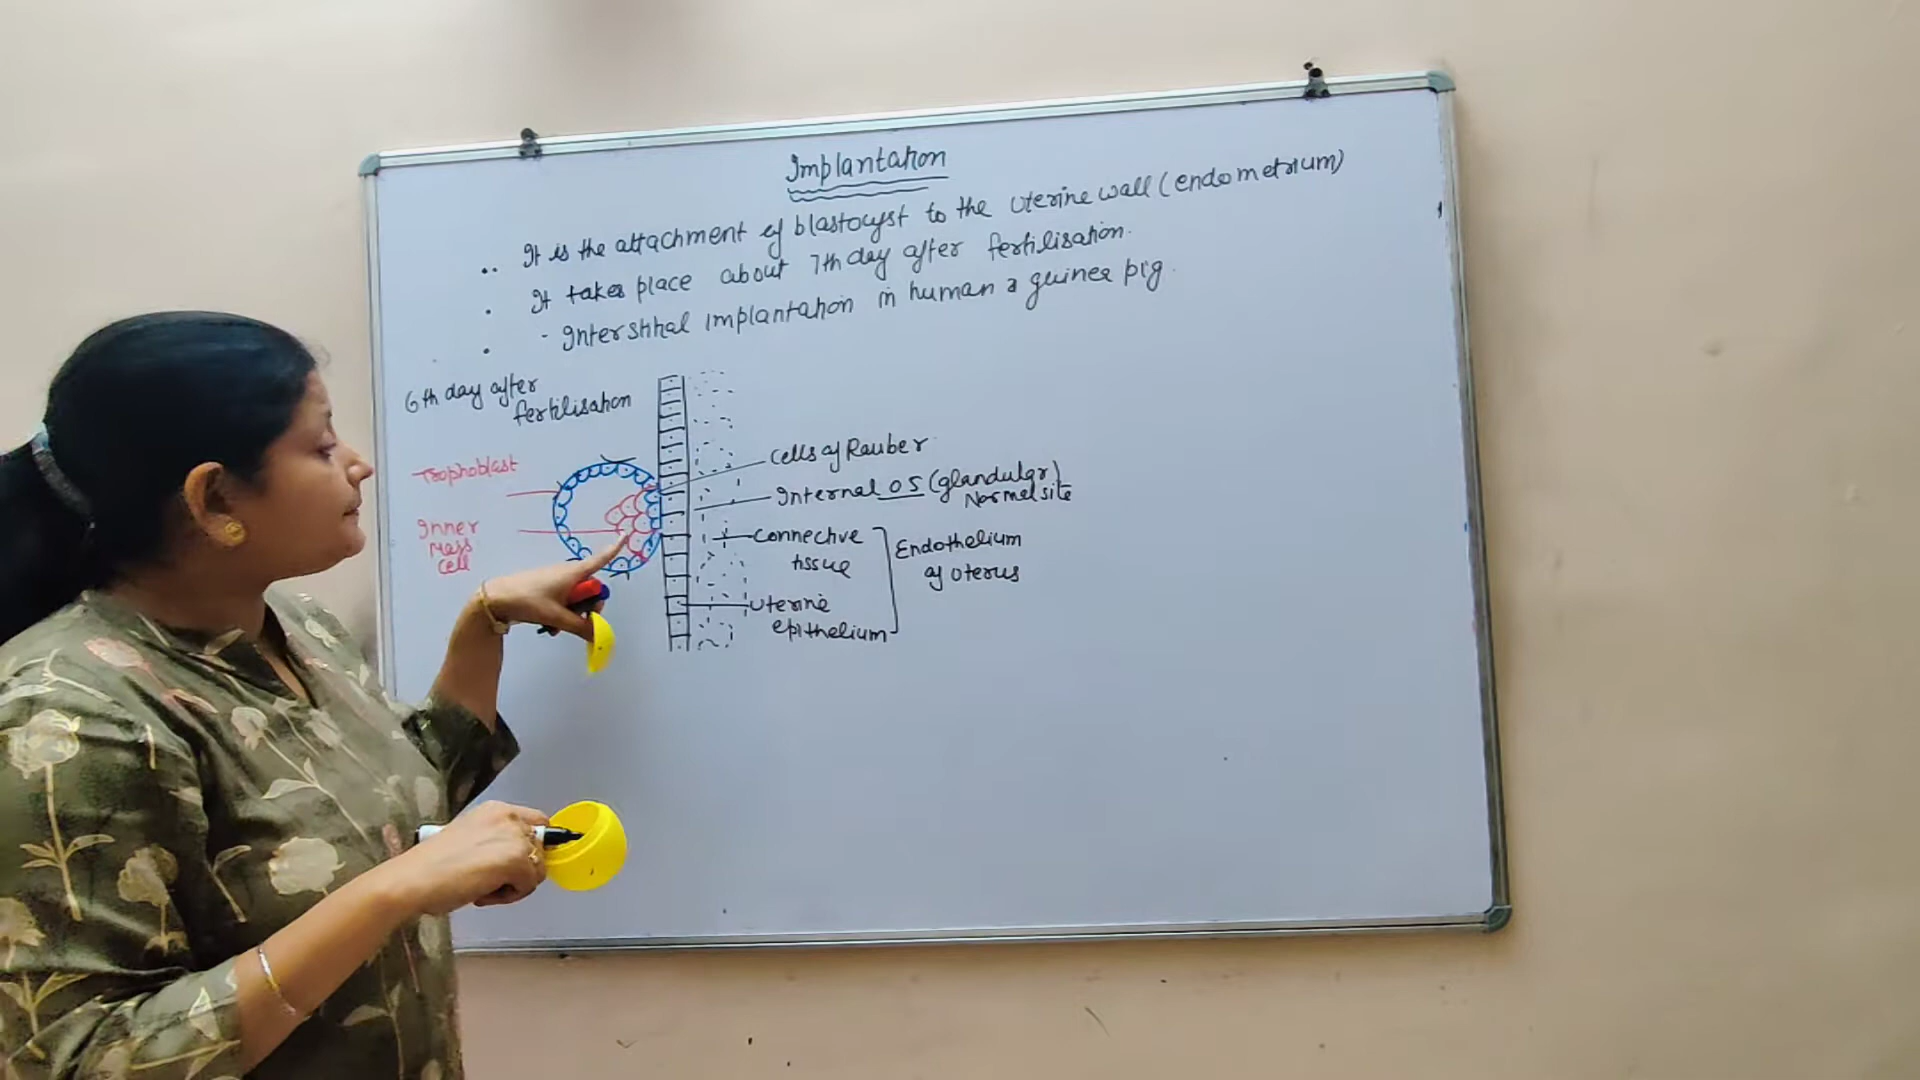 Implantation
It is the attachment of blastocyst to the uterine wall (endometrium)
It takes place about 7th day after fertilisation.
- Interstitial implantation in human & guinea pig.
6th day after
fertilisation
Trophoblast
Inner
Mass
Cell
Cells of Rauber
Internal OS (glandular)
Normal site
Connective
tissue
Uterine
epithelium
Endothelium
of Uterus